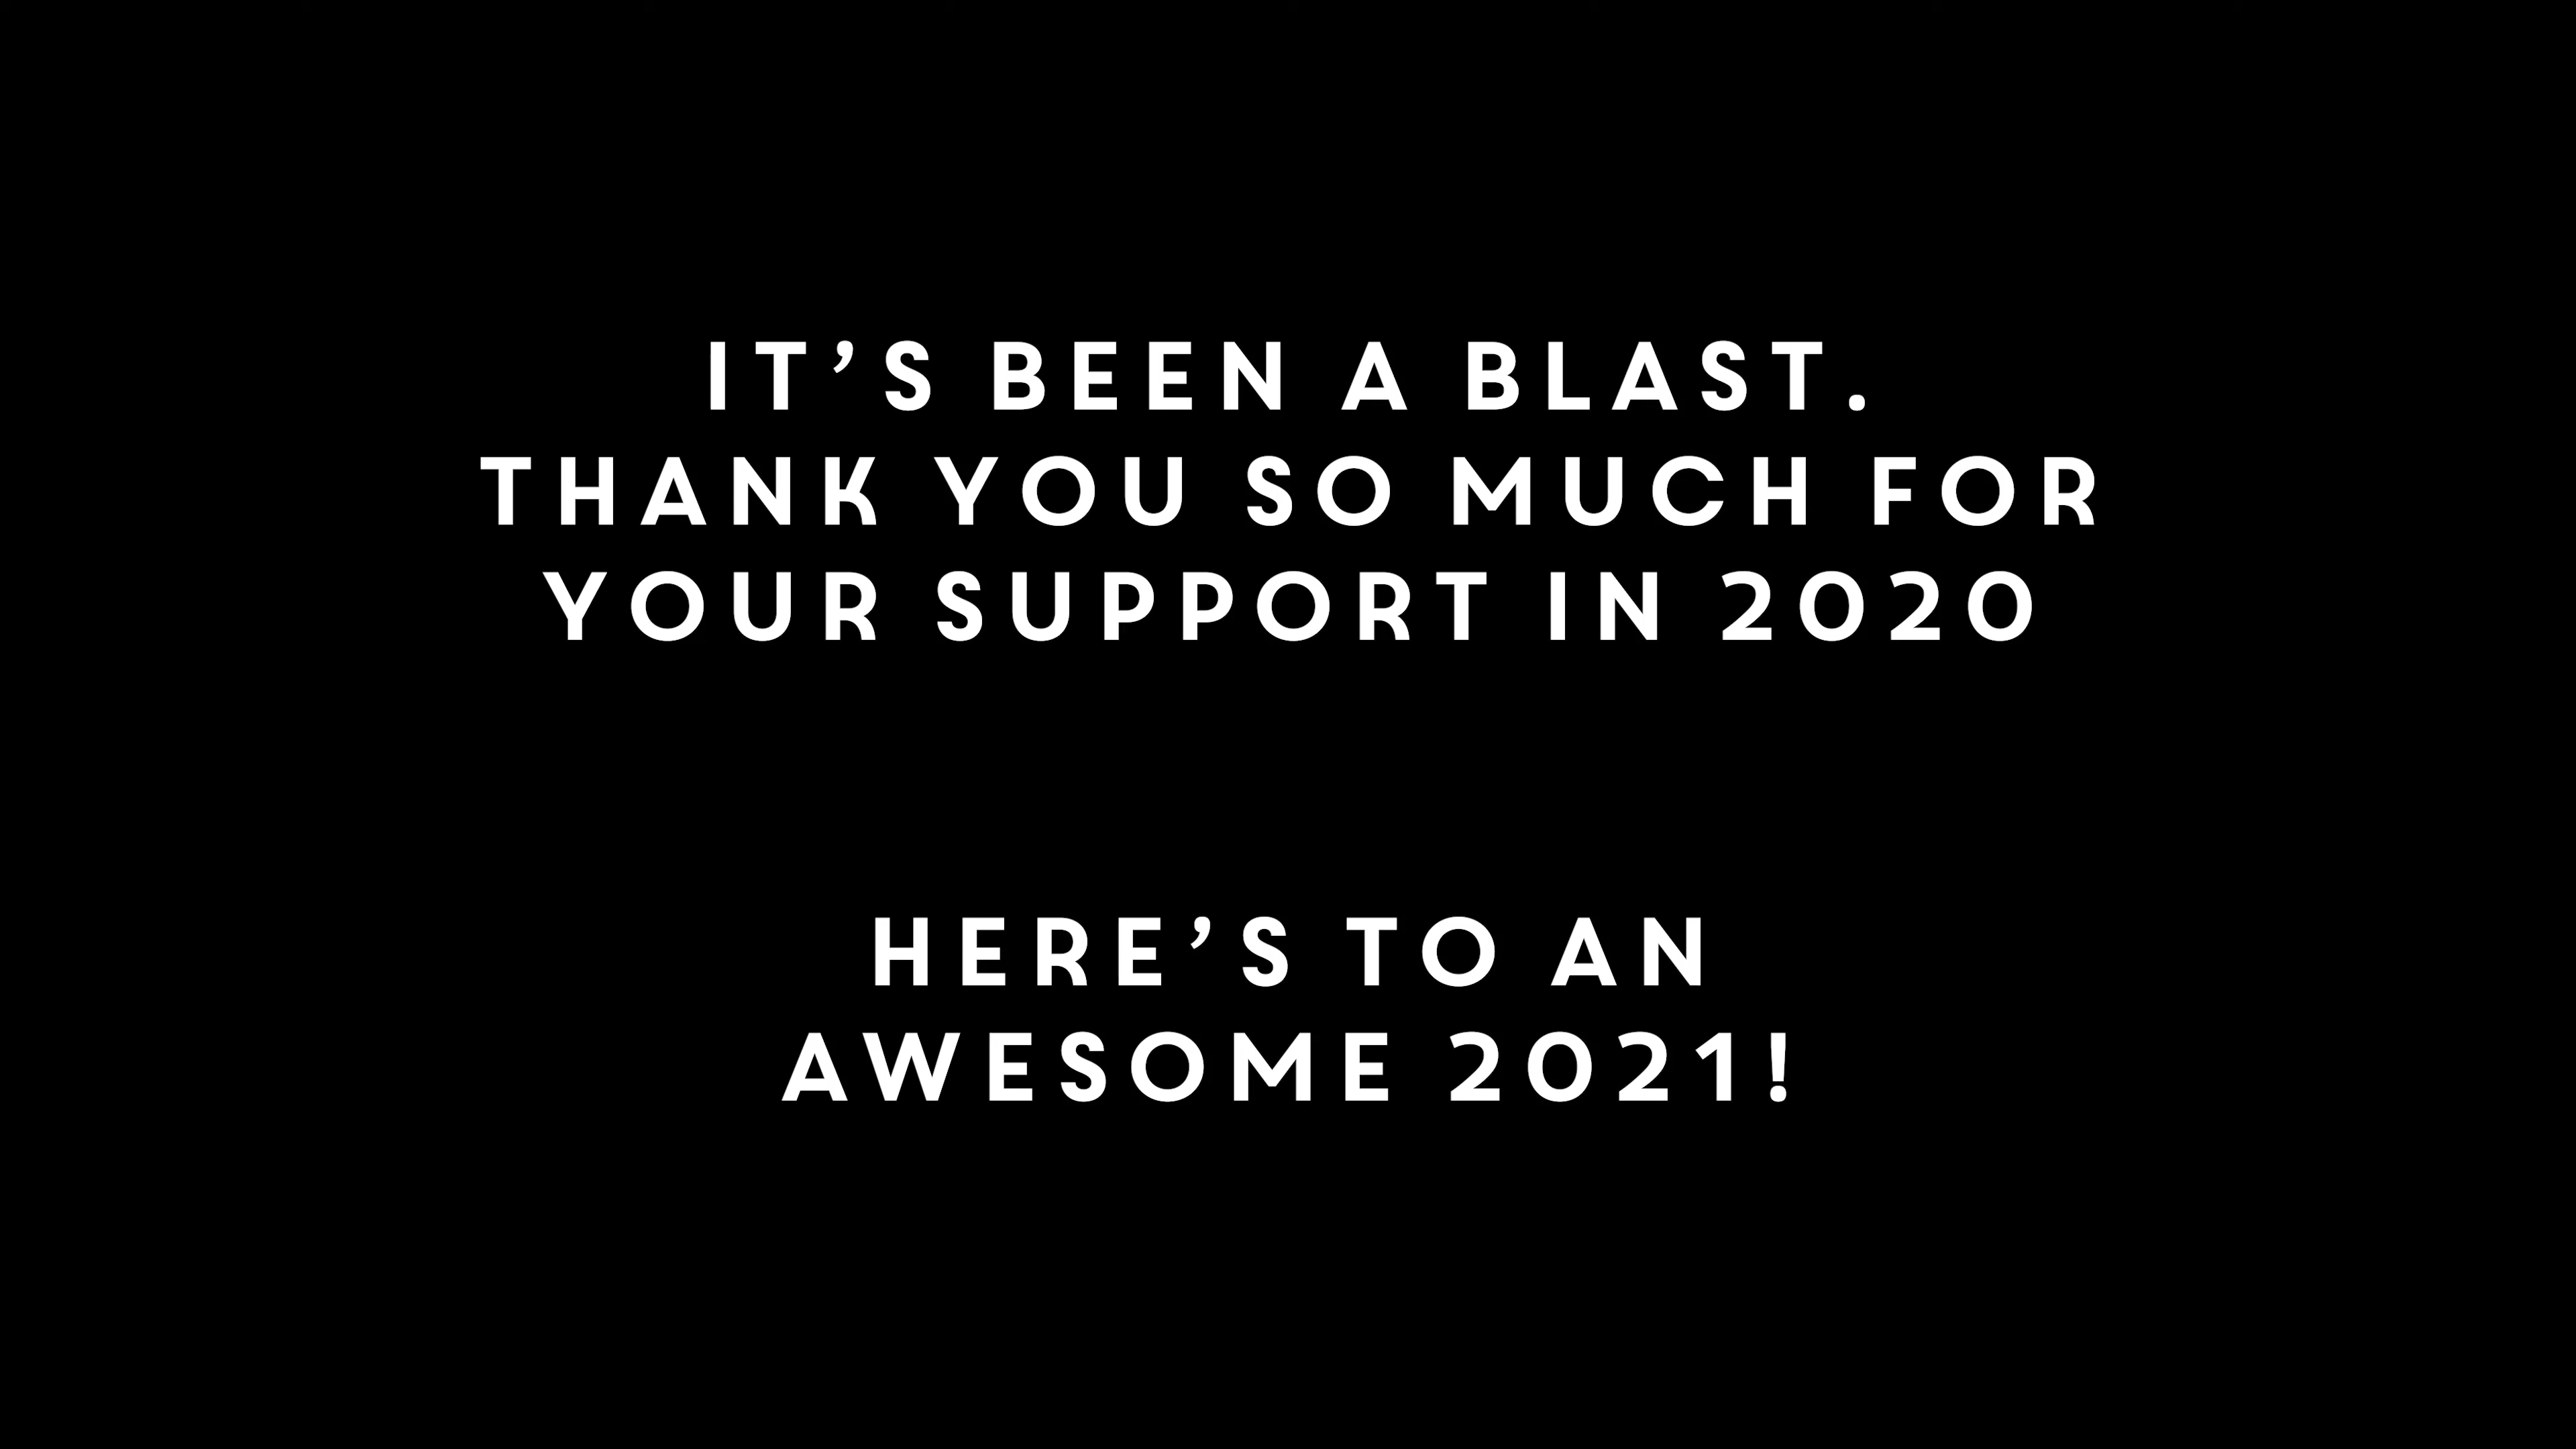 IT’S BEEN A BLAST.
THANK YOU SO MUCH FOR
YOUR SUPPORT IN 2020
HERE’S TO AN
AWESOME 2021!